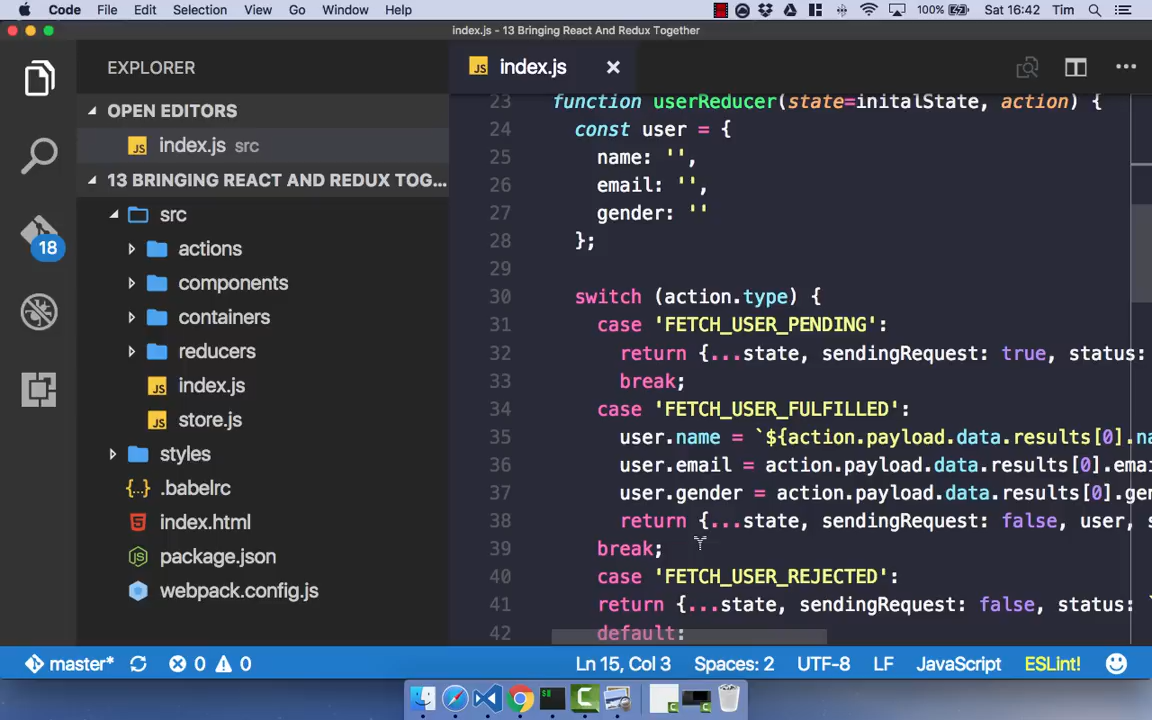 Code File Edit Selection View Go Window Help 100% Sat 16:42 Tim
index.js - 13 Bringing React And Redux Together
EXPLORER
OPEN EDITORS
index.js src
13 BRINGING REACT AND REDUX TOG...
src
actions
components
containers
reducers
index.js
store.js
styles
.babelrc
index.html
package.json
webpack.config.js
18
index.js
23 function userReducer(state=initalState, action) {
24 const user = {
25 name: '',
26 email: '',
27 gender: ''
28 };
29
30 switch (action.type) {
31 case 'FETCH_USER_PENDING':
32 return {...state, sendingRequest: true, status:
33 break;
34 case 'FETCH_USER_FULFILLED':
35 user.name = `${action.payload.data.results[0].na
36 user.email = action.payload.data.results[0].emai
37 user.gender = action.payload.data.results[0].gen
38 return {...state, sendingRequest: false, user, s
39 break;
40 case 'FETCH_USER_REJECTED':
41 return {...state, sendingRequest: false, status: `
42 default:
master* 0 0 Ln 15, Col 3 Spaces: 2 UTF-8 LF JavaScript ESLint!